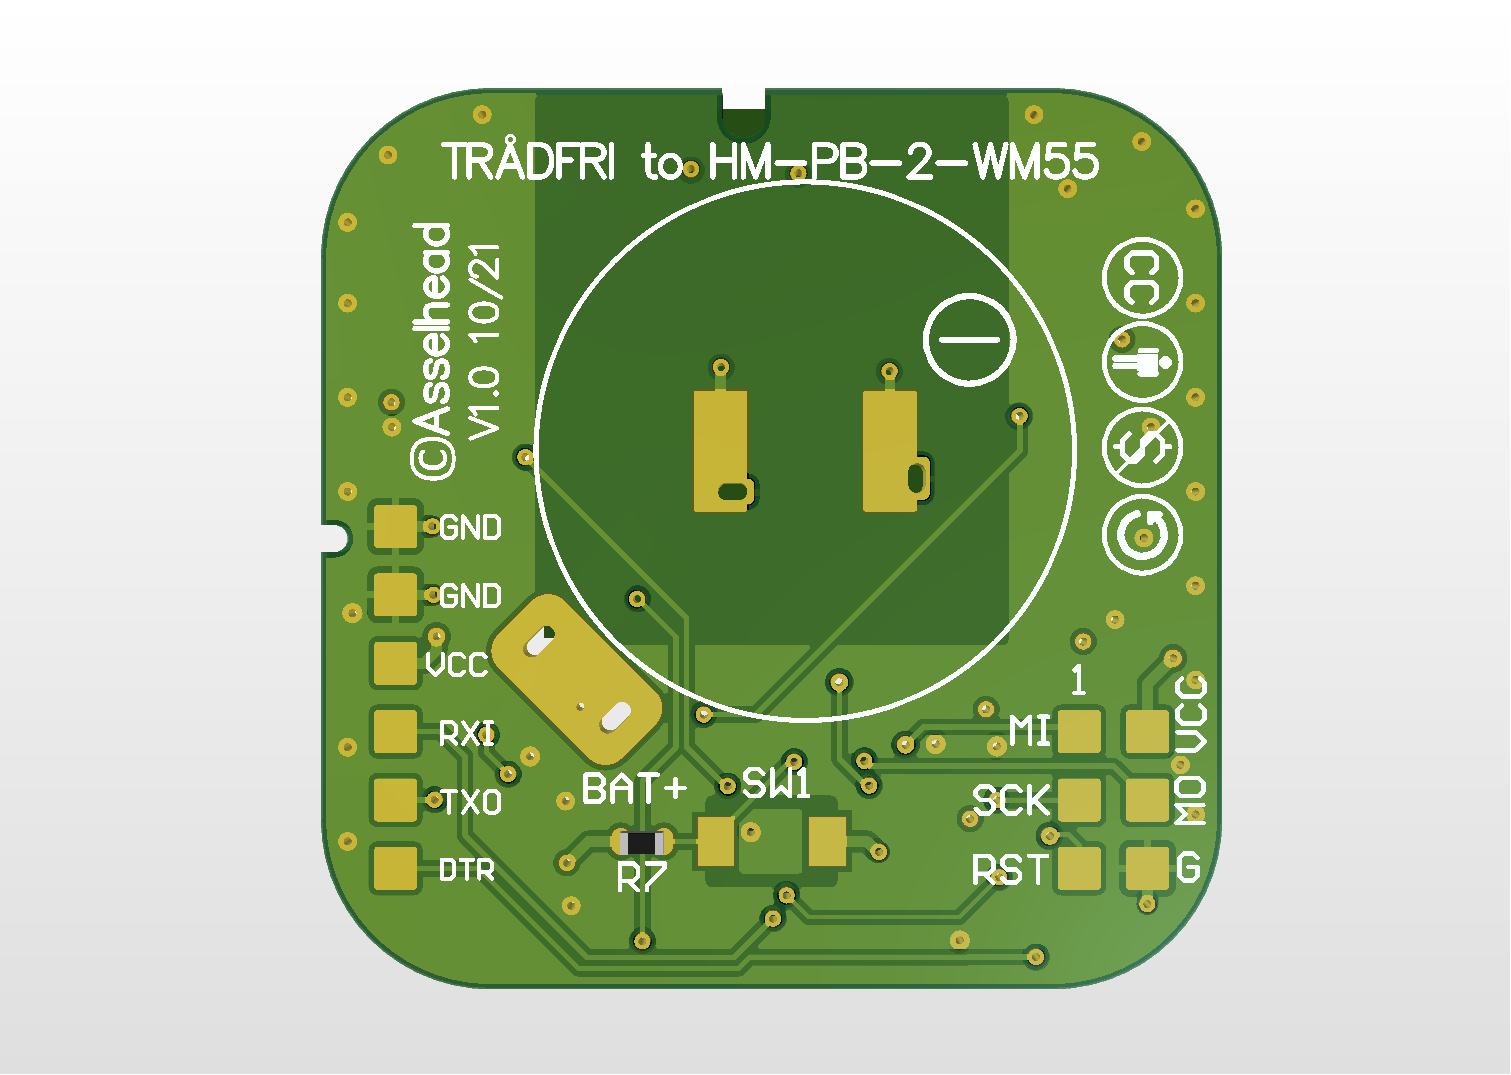 TRÅDFRI to HM-PB-2-WM55
©Asselhead
V1.0 10/21
CC
$
GND
GND
VCC
RXI
TXO
DTR
BAT+
SW1
R7
1
MI
VCC
SCK
MO
RST
G